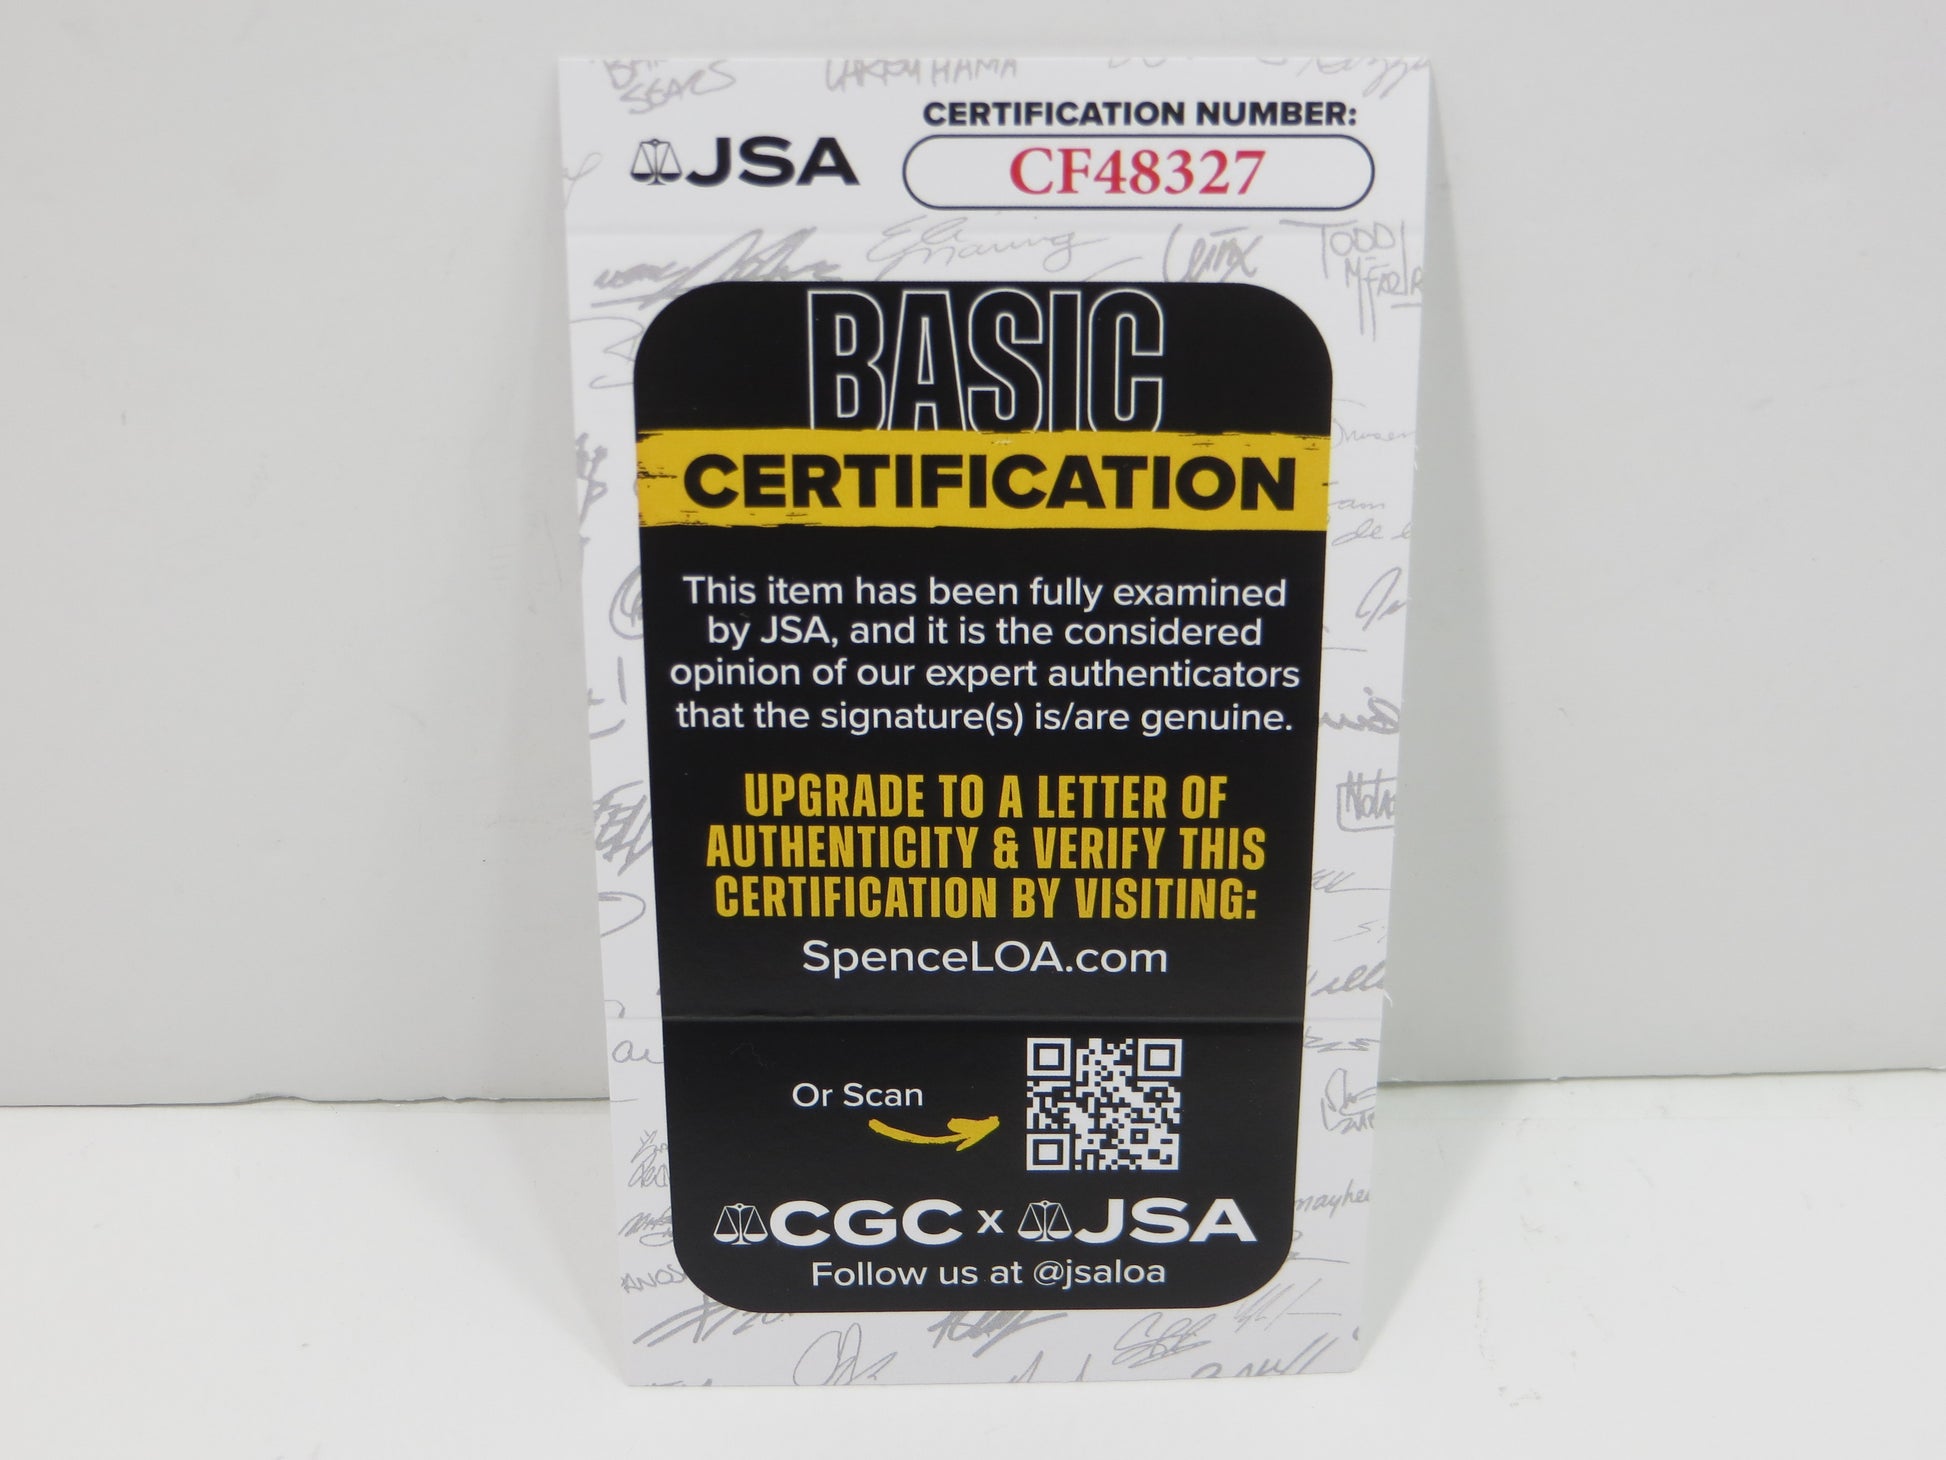 CERTIFICATION NUMBER:
JSA
CF48327
BASIC
CERTIFICATION
This item has been fully examined
by JSA, and it is the considered
opinion of our expert authenticators
that the signature(s) is/are genuine.
UPGRADE TO A LETTER OF
AUTHENTICITY & VERIFY THIS
CERTIFICATION BY VISITING:
SpenceLOA.com
Or Scan
CGC x JSA
Follow us at @jsaloa